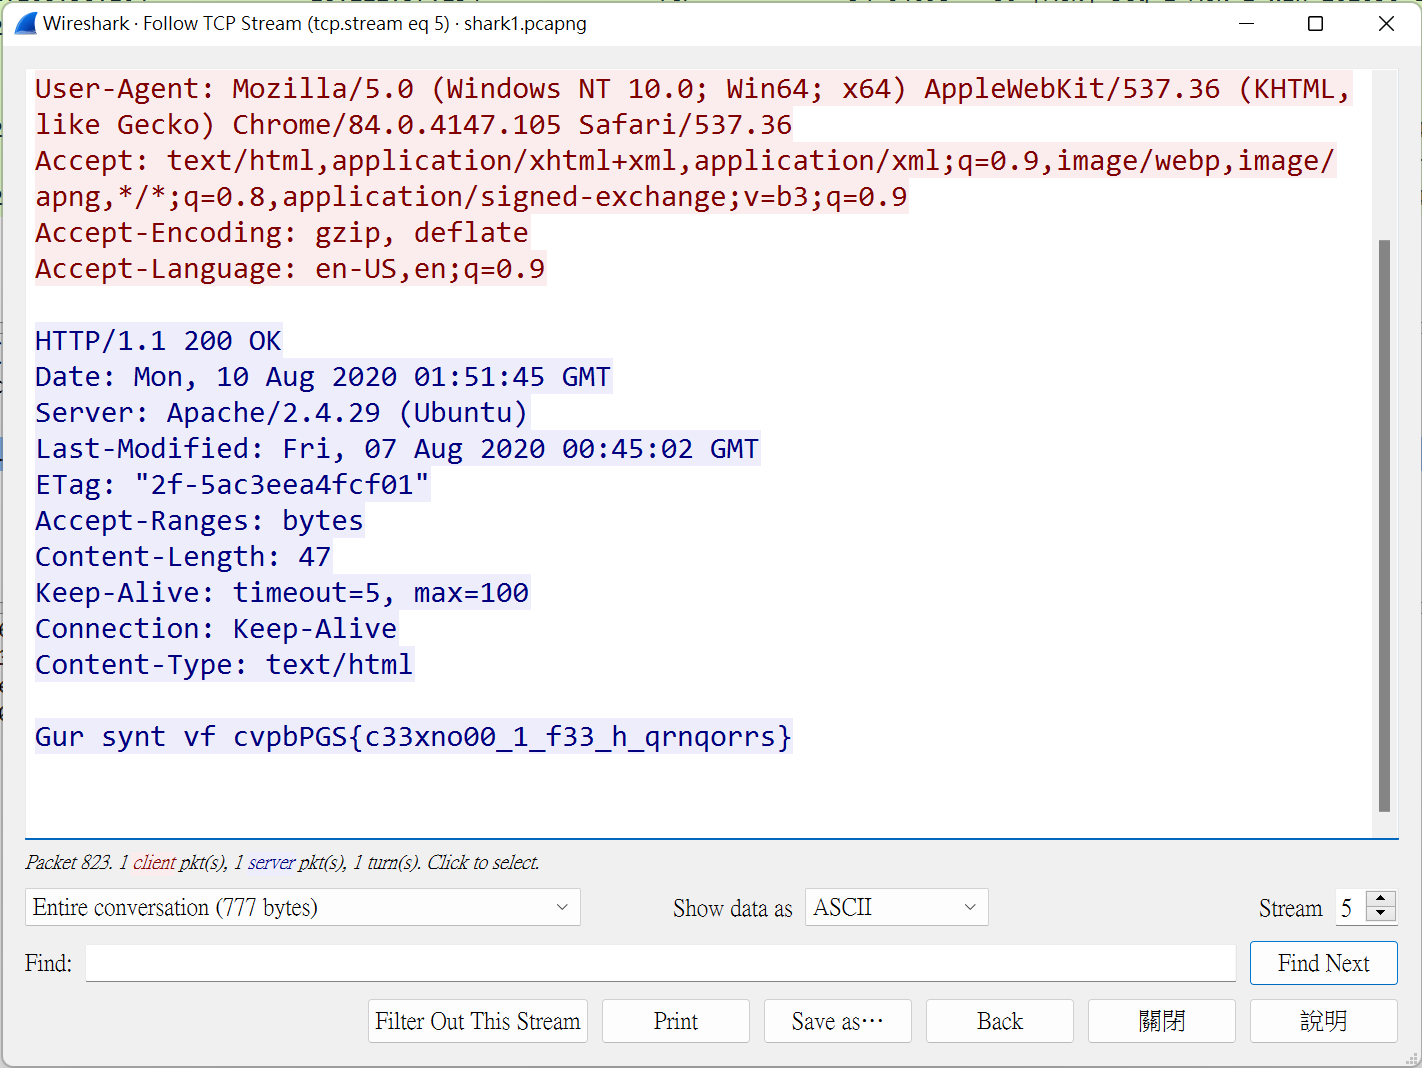 Wireshark · Follow TCP Stream (tcp.stream eq 5) · shark1.pcapng
User-Agent: Mozilla/5.0 (Windows NT 10.0; Win64; x64) AppleWebKit/537.36 (KHTML,
like Gecko) Chrome/84.0.4147.105 Safari/537.36
Accept: text/html,application/xhtml+xml,application/xml;q=0.9,image/webp,image/
apng,*/*;q=0.8,application/signed-exchange;v=b3;q=0.9
Accept-Encoding: gzip, deflate
Accept-Language: en-US,en;q=0.9
HTTP/1.1 200 OK
Date: Mon, 10 Aug 2020 01:51:45 GMT
Server: Apache/2.4.29 (Ubuntu)
Last-Modified: Fri, 07 Aug 2020 00:45:02 GMT
ETag: "2f-5ac3eea4fcf01"
Accept-Ranges: bytes
Content-Length: 47
Keep-Alive: timeout=5, max=100
Connection: Keep-Alive
Content-Type: text/html
Gur synt vf cvpbPGS{c33xno00_1_f33_h_qrnqorrs}
Packet 823. 1 client pkt(s), 1 server pkt(s), 1 turn(s). Click to select.
Entire conversation (777 bytes) Show data as ASCII Stream 5
Find: Find Next
Filter Out This Stream Print Save as… Back 關閉 說明